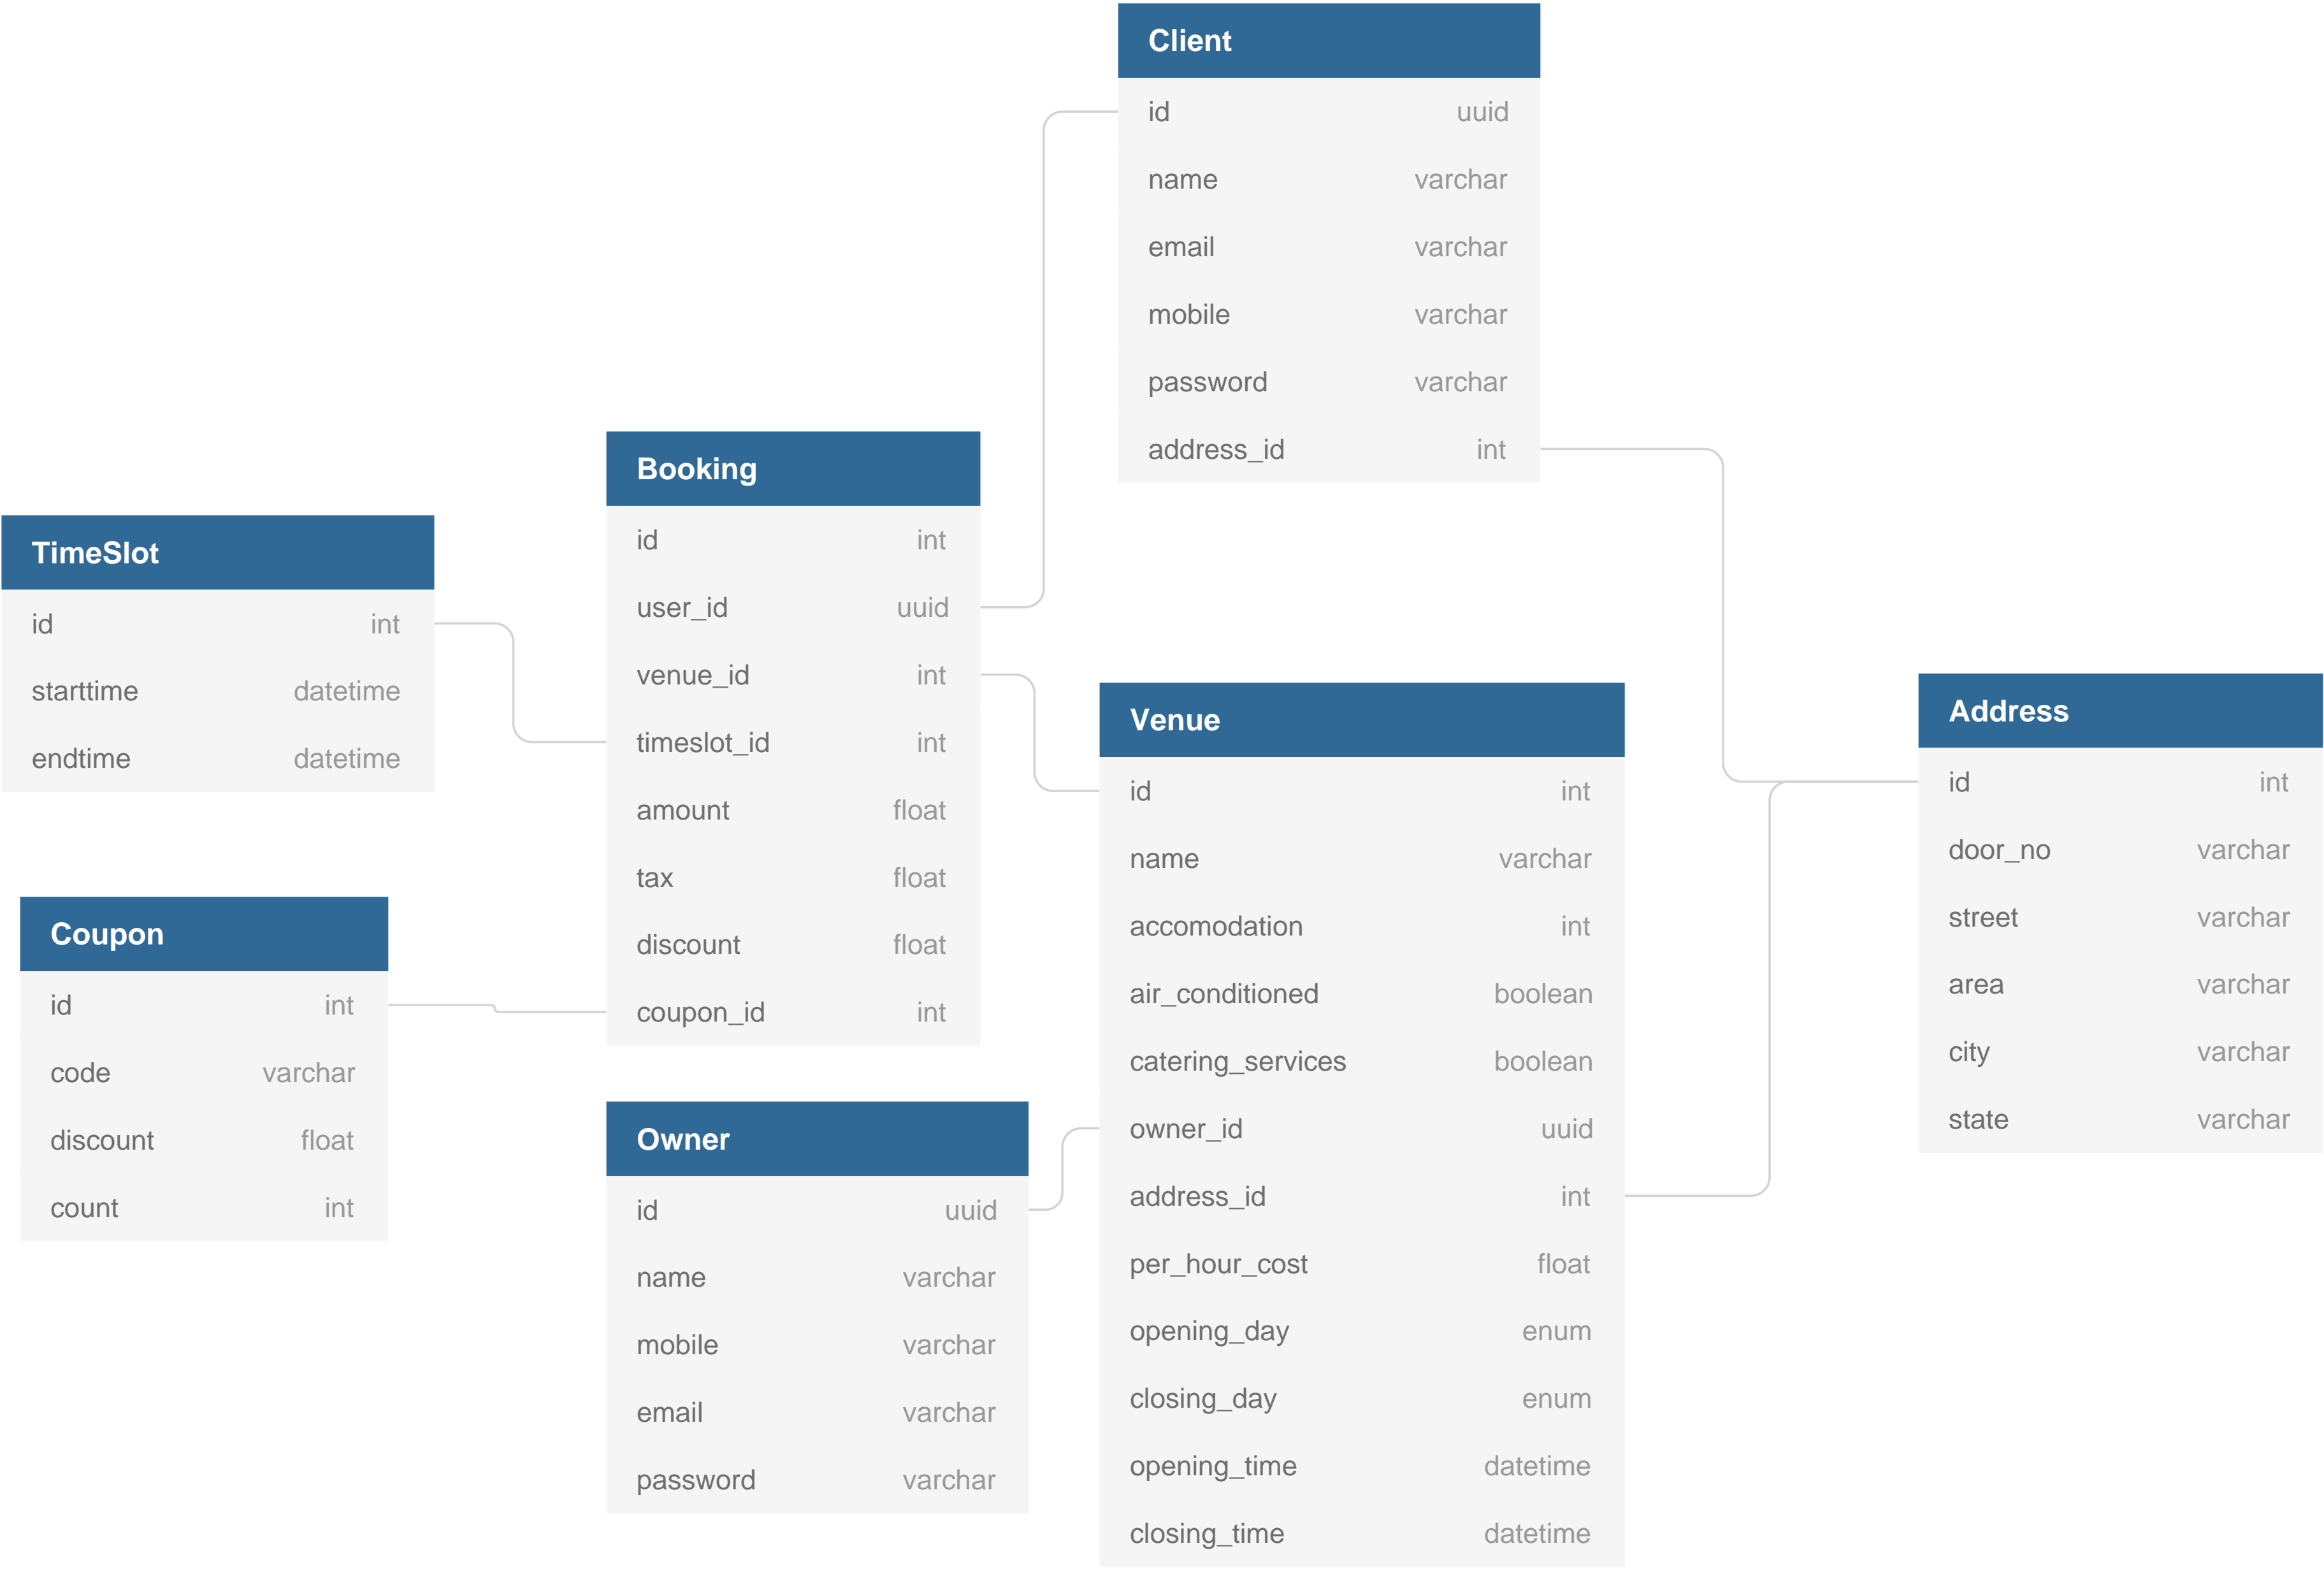 Client
id uuid
name varchar
email varchar
mobile varchar
password varchar
address_id int
Booking
id int
user_id uuid
venue_id int
timeslot_id int
amount float
tax float
discount float
coupon_id int
TimeSlot
id int
starttime datetime
endtime datetime
Venue
id int
name varchar
accomodation int
air_conditioned boolean
catering_services boolean
owner_id uuid
address_id int
per_hour_cost float
opening_day enum
closing_day enum
opening_time datetime
closing_time datetime
Address
id int
door_no varchar
street varchar
area varchar
city varchar
state varchar
Coupon
id int
code varchar
discount float
count int
Owner
id uuid
name varchar
mobile varchar
email varchar
password varchar